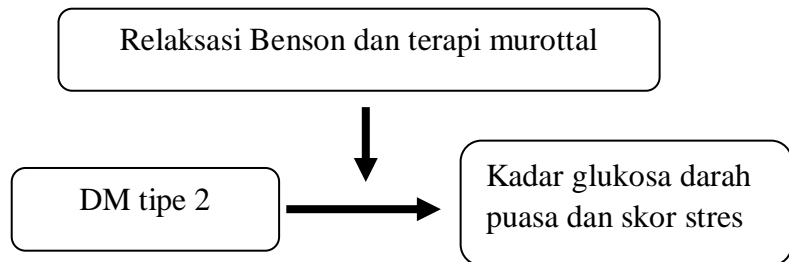 Relaksasi Benson dan terapi murottal
DM tipe 2
Kadar glukosa darah
puasa dan skor stres